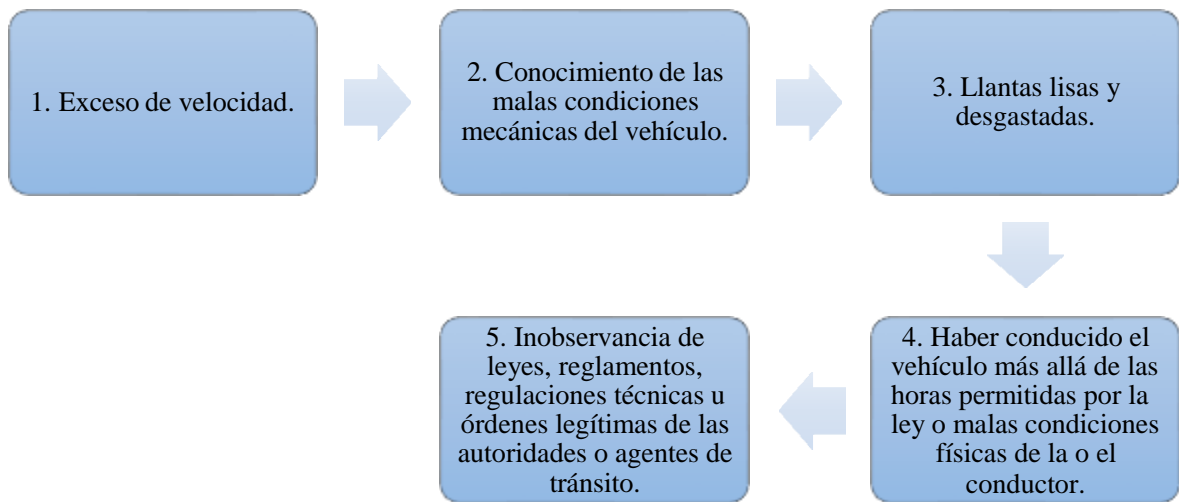 1. Exceso de velocidad.
2. Conocimiento de las
malas condiciones
mecánicas del vehículo.
3. Llantas lisas y
desgastadas.
4. Haber conducido el
vehículo más allá de las
horas permitidas por la
ley o malas condiciones
físicas de la o el
conductor.
5. Inobservancia de
leyes, reglamentos,
regulaciones técnicas u
órdenes legítimas de las
autoridades o agentes de
tránsito.